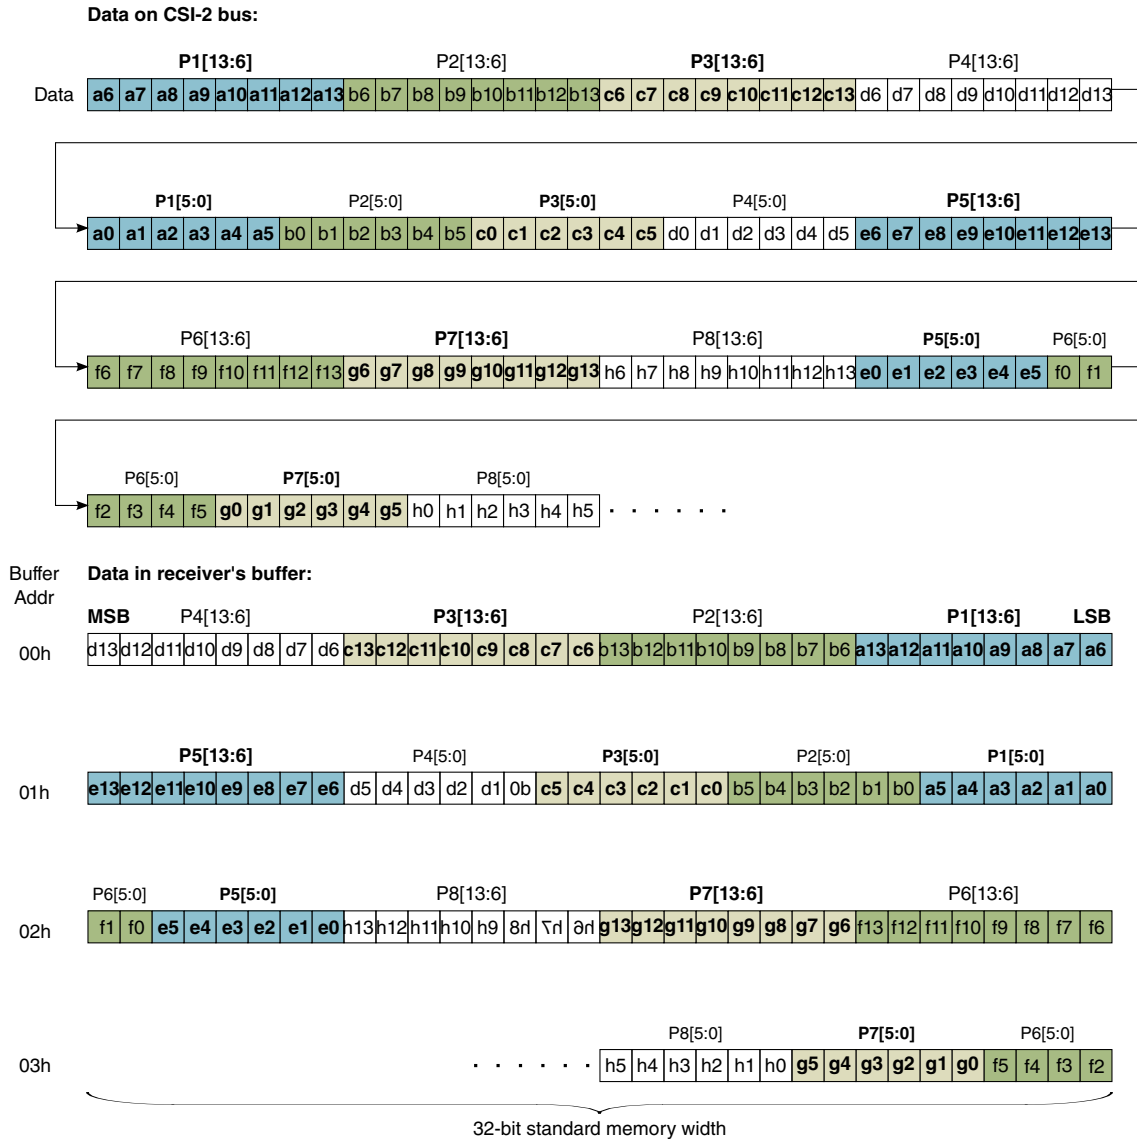 Data on CSI-2 bus:
P1[13:6] P2[13:6] P3[13:6] P4[13:6]
Data a6 a7 a8 a9 a10 a11 a12 a13 b6 b7 b8 b9 b10 b11 b12 b13 c6 c7 c8 c9 c10 c11 c12 c13 d6 d7 d8 d9 d10 d11 d12 d13
P1[5:0] P2[5:0] P3[5:0] P4[5:0] P5[13:6]
a0 a1 a2 a3 a4 a5 b0 b1 b2 b3 b4 b5 c0 c1 c2 c3 c4 c5 d0 d1 d2 d3 d4 d5 e6 e7 e8 e9 e10 e11 e12 e13
P6[13:6] P7[13:6] P8[13:6] P5[5:0] P6[5:0]
f6 f7 f8 f9 f10 f11 f12 f13 g6 g7 g8 g9 g10 g11 g12 g13 h6 h7 h8 h9 h10 h11 h12 h13 e0 e1 e2 e3 e4 e5 f0 f1
P6[5:0] P7[5:0] P8[5:0]
f2 f3 f4 f5 g0 g1 g2 g3 g4 g5 h0 h1 h2 h3 h4 h5 . . . . . .
Buffer Addr
Data in receiver's buffer:
MSB P4[13:6] P3[13:6] P2[13:6] P1[13:6] LSB
00h d13 d12 d11 d10 d9 d8 d7 d6 c13 c12 c11 c10 c9 c8 c7 c6 b13 b12 b11 b10 b9 b8 b7 b6 a13 a12 a11 a10 a9 a8 a7 a6
P5[13:6] P4[5:0] P3[5:0] P2[5:0] P1[5:0]
01h e13 e12 e11 e10 e9 e8 e7 e6 d5 d4 d3 d2 d1 0b c5 c4 c3 c2 c1 c0 b5 b4 b3 b2 b1 b0 a5 a4 a3 a2 a1 a0
P6[5:0] P5[5:0] P8[13:6] P7[13:6] P6[13:6]
02h f1 f0 e5 e4 e3 e2 e1 e0 h13 h12 h11 h10 h9 h8 h7 h6 g13 g12 g11 g10 g9 g8 g7 g6 f13 f12 f11 f10 f9 f8 f7 f6
P8[5:0] P7[5:0] P6[5:0]
03h . . . . . . h5 h4 h3 h2 h1 h0 g5 g4 g3 g2 g1 g0 f5 f4 f3 f2
32-bit standard memory width